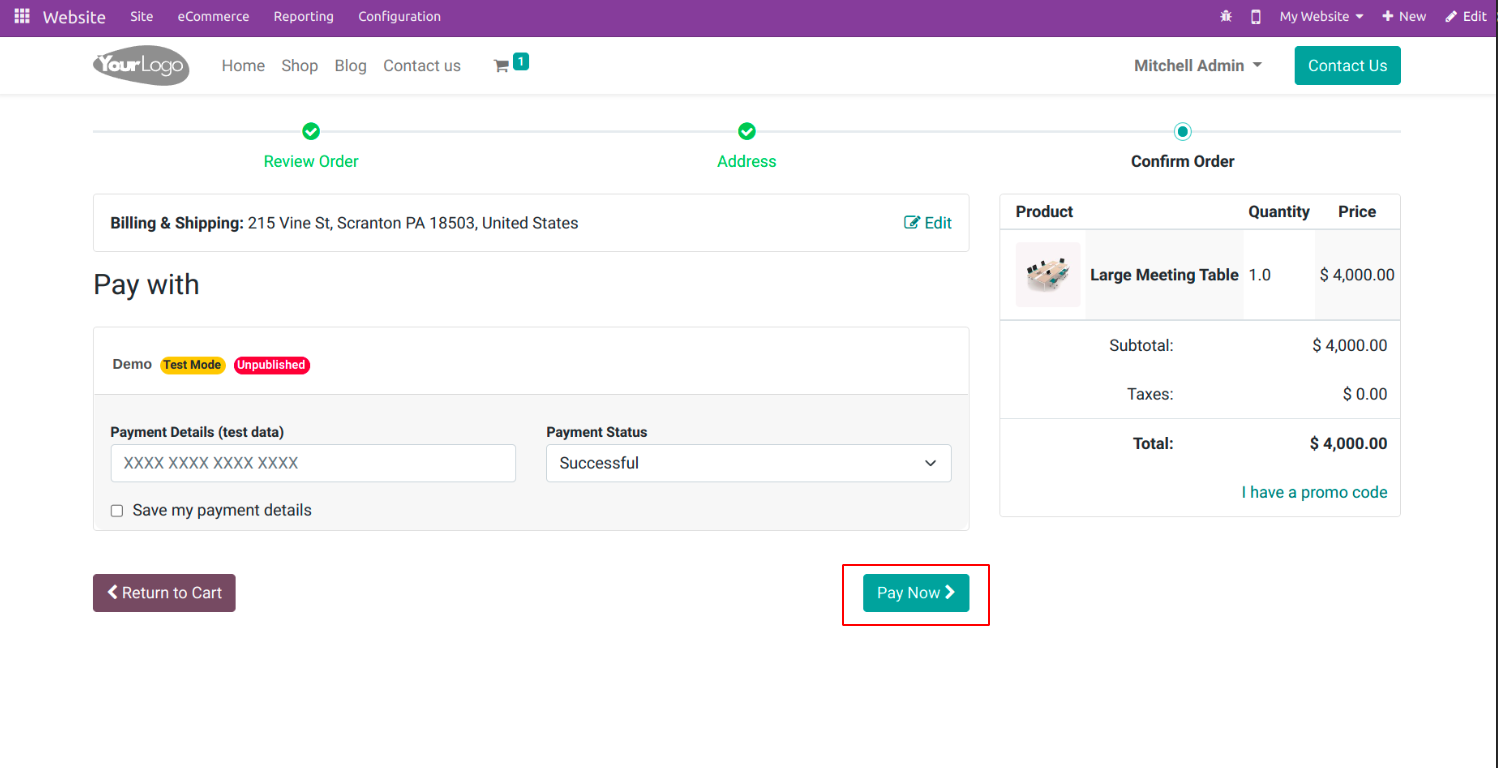 Website Site eCommerce Reporting Configuration My Website New Edit
YourLogo Home Shop Blog Contact us 1 Mitchell Admin Contact Us
Review Order Address Confirm Order
Billing & Shipping: 215 Vine St, Scranton PA 18503, United States Edit
Pay with
Demo Test Mode Unpublished
Payment Details (test data) Payment Status
XXXX XXXX XXXX XXXX Successful
Save my payment details
Return to Cart Pay Now
Product Quantity Price
Large Meeting Table 1.0 $ 4,000.00
Subtotal: $ 4,000.00
Taxes: $ 0.00
Total: $ 4,000.00
I have a promo code